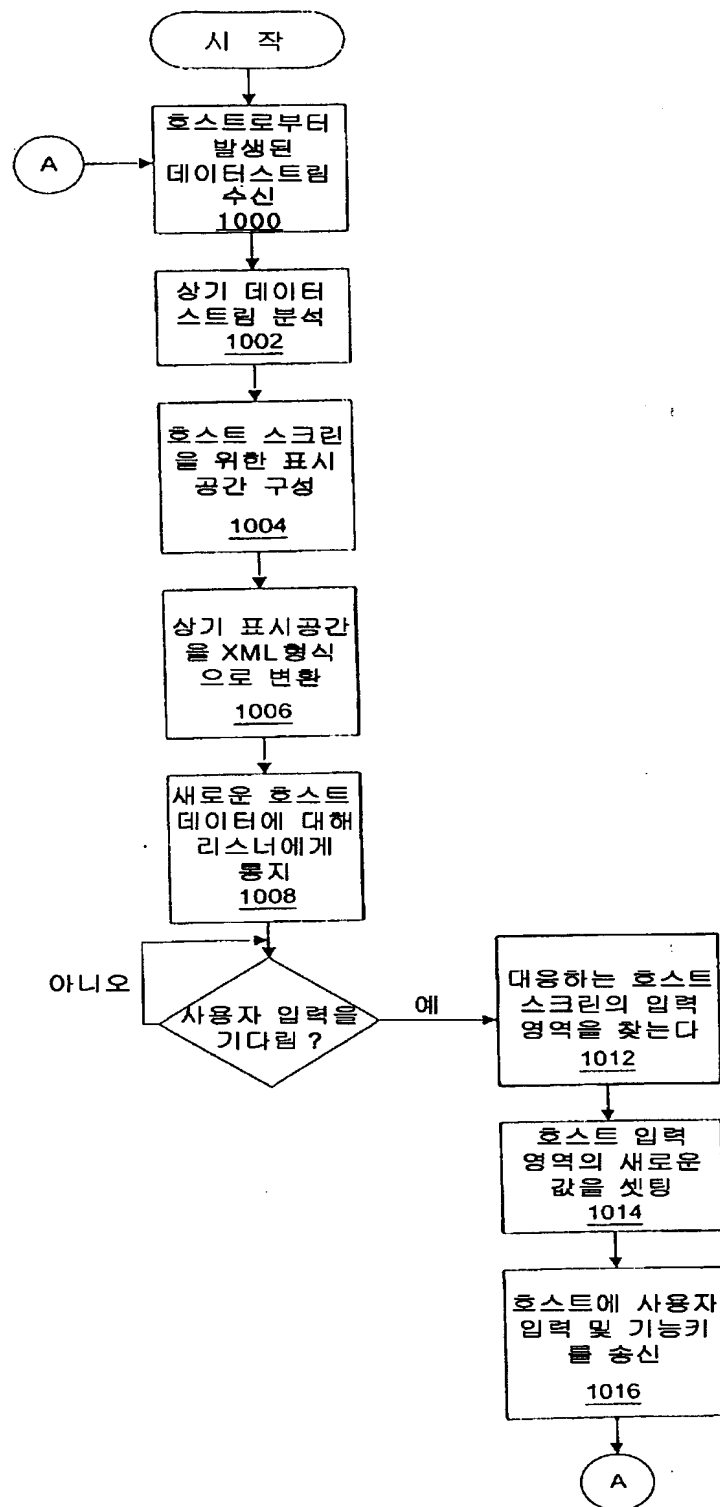 시 작
A
호스트로부터
발생된
데이터스트림
수신
1000
상기 데이터
스트림 분석
1002
호스트 스크린
을 위한 표시
공간 구성
1004
상기 표시공간
을 XML형식
으로 변환
1006
새로운 호스트
데이터에 대해
리스너에게
통지
1008
아니오
사용자 입력을
기다림 ?
예
대응하는 호스트
스크린의 입력
영역을 찾는다
1012
호스트 입력
영역의 새로운
값을 셋팅
1014
호스트에 사용자
입력 및 기능키
를 송신
1016
A